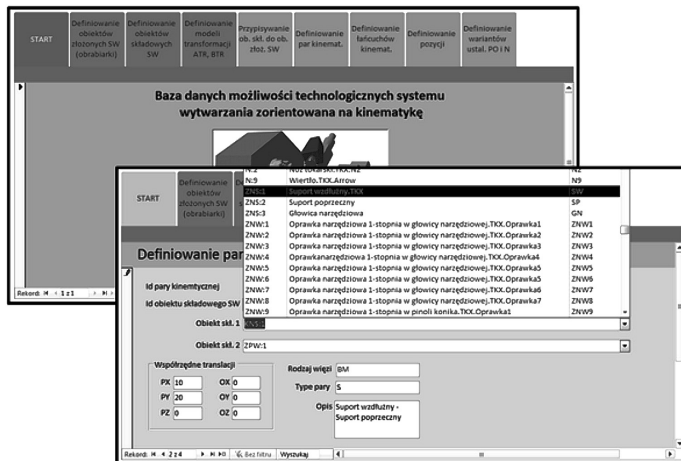 START
Definiowanie obiektów złożonych SW (obrabiarki)
Definiowanie obiektów składowych SW
Definiowanie modeli transformacji ATR, BTR
Przypisywanie ob. skł. do ob. złoż. SW
Definiowanie par kinemat.
Definiowanie łańcuchów kinemat.
Definiowanie pozycji
Definiowanie wariantów ustal. PO i N
Baza danych możliwości technologicznych systemu
wytwarzania zorientowana na kinematykę
Rekord: 1 z 1
START
Definiowanie obiektów złożonych SW (obrabiarki)
N:2 Nóż tokarski.TKX.N2 N2
N:9 Wiertło.TKX.Arrow N9
ZNS:1 Suport wzdłużny.TKX SW
ZNS:2 Suport poprzeczny SP
ZNS:3 Głowica narzędziowa GN
ZNW:1 Oprawka narzędziowa 1-stopnia w głowicy narzędziowej.TKX.Oprawka1 ZNW1
ZNW:2 Oprawka narzędziowa 1-stopnia w głowicy narzędziowej.TKX.Oprawka2 ZNW2
ZNW:3 Oprawka narzędziowa 1-stopnia w głowicy narzędziowej.TKX.Oprawka3 ZNW3
ZNW:4 Oprawkanarzędziowa 1-stopnia w głowicy narzędziowej.TKX.Oprawka4 ZNW4
ZNW:5 Oprawka narzędziowa 1-stopnia w głowicy narzędziowej.TKX.Oprawka5 ZNW5
ZNW:6 Oprawka narzędziowa 1-stopnia w głowicy narzędziowej.TKX.Oprawka5 ZNW6
ZNW:7 Oprawka narzędziowa 1-stopnia w głowicy narzędziowej.TKX.Oprawka6 ZNW7
ZNW:8 Oprawka narzędziowa 1-stopnia w głowicy narzędziowej.TKX.Oprawka7 ZNW8
ZNW:9 Oprawka narzędziowa 1-stopnia w pinoli konika.TKX.Oprawka1 ZNW9
Definiowanie par
Id pary kinemtycznej
Id obiektu składowego SW
Obiekt skł. 1
Obiekt skł. 2 ZPW:1
Współrzędne translacji
PX 10 OX 0
PY 20 OY 0
PZ 0 OZ 0
Rodzaj więzi BM
Type pary S
Opis Suport wzdłużny -
Suport poprzeczny
Rekord: 2 z 4 Bez filtru Wyszukaj